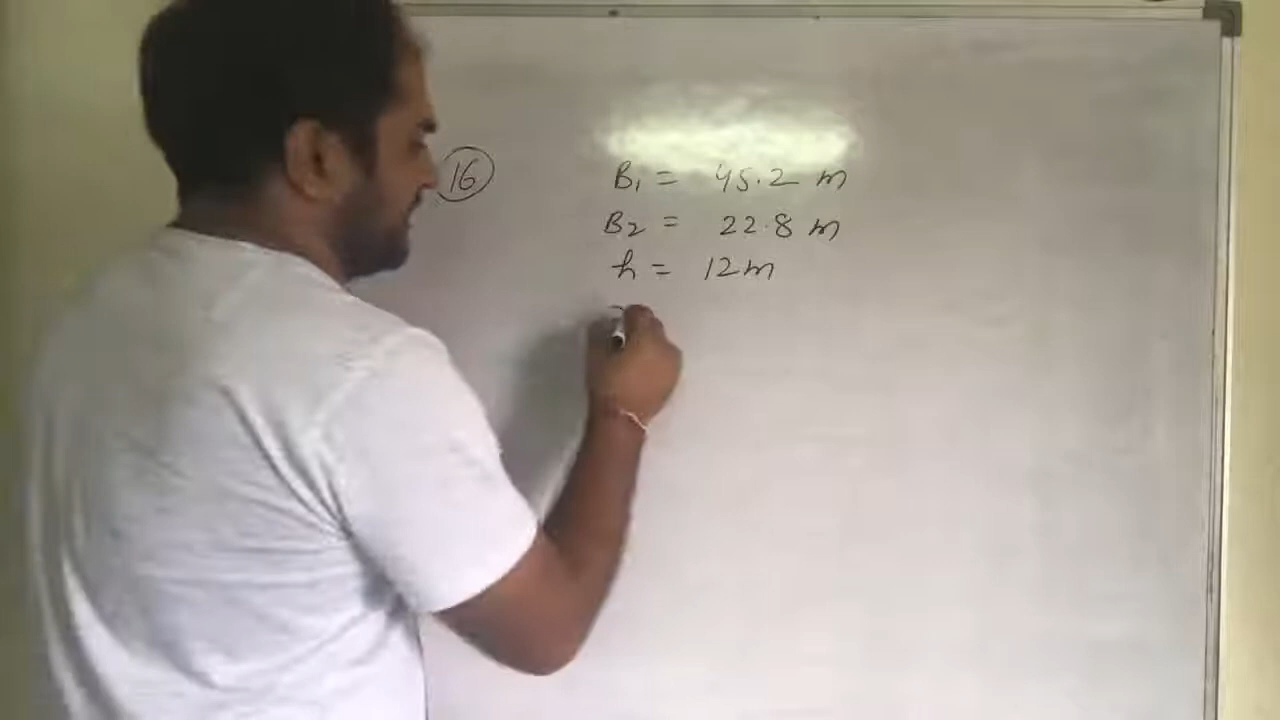 16
B1 = 45.2 m
B2 = 22.8 m
h = 12m